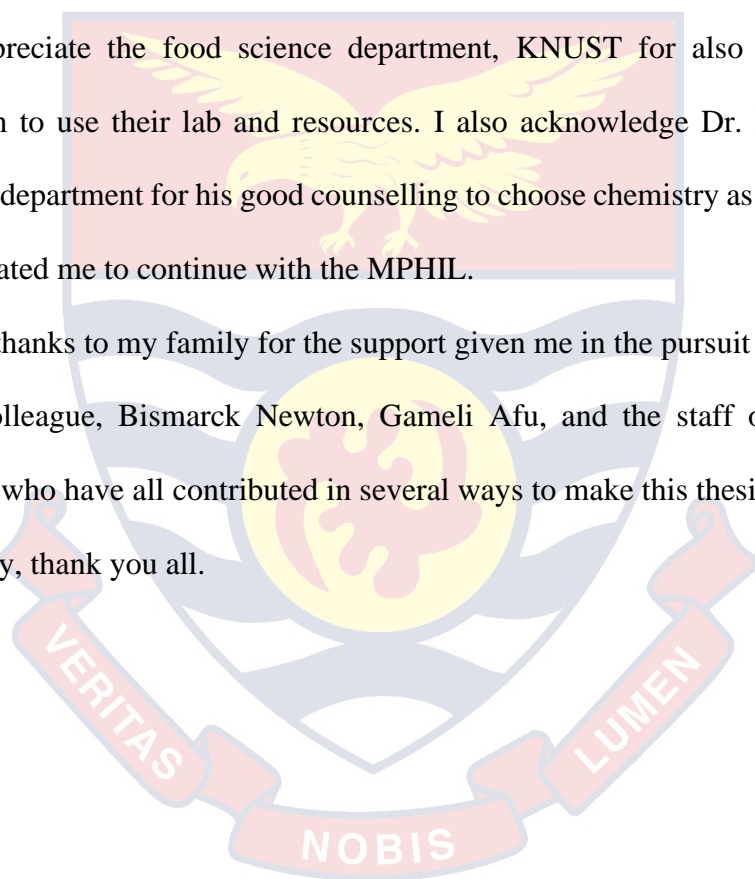 preciate the food science department, KNUST for also
n to use their lab and resources. I also acknowledge Dr.
department for his good counselling to choose chemistry as
ated me to continue with the MPHIL.
thanks to my family for the support given me in the pursuit
olleague, Bismarck Newton, Gameli Afu, and the staff o
who have all contributed in several ways to make this thesi
y, thank you all.
VERITAS
NOBIS
LUMEN